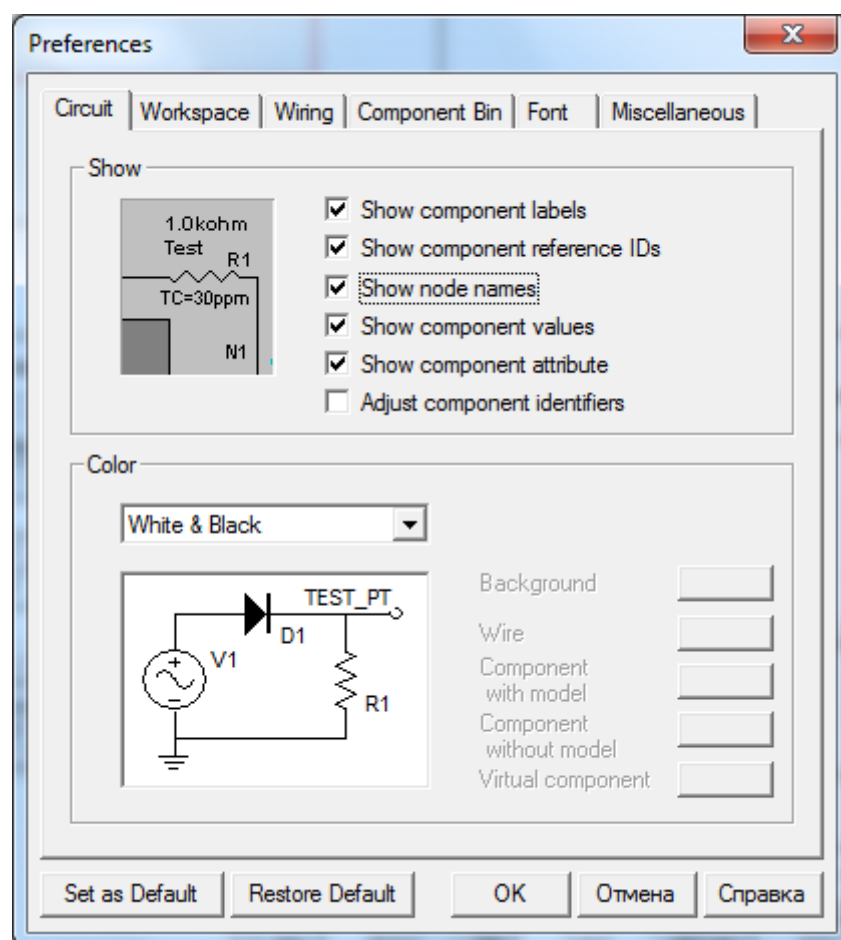 Preferences
Circuit Workspace Wiring Component Bin Font Miscellaneous
Show
1.0kohm
Test
R1
TC=30ppm
N1
Show component labels
Show component reference IDs
Show node names
Show component values
Show component attribute
Adjust component identifiers
Color
White & Black
TEST_PT
D1
V1
R1
Background
Wire
Component
with model
Component
without model
Virtual component
Set as Default Restore Default OK Отмена Справка